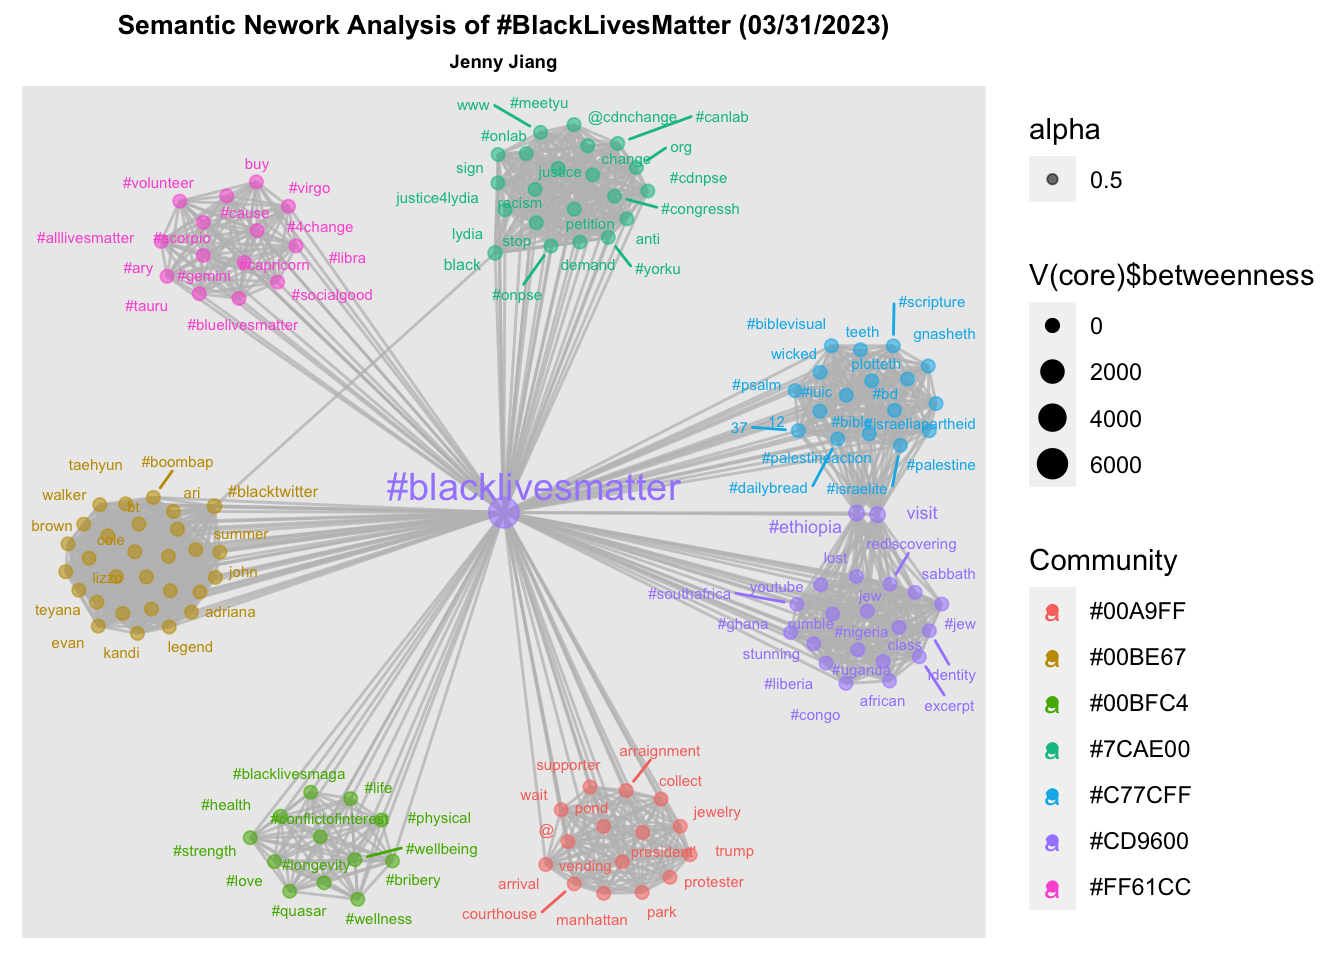 Semantic Nework Analysis of #BlackLivesMatter (03/31/2023)
Jenny Jiang
www
#meetyu
@cdnchange
#canlab
#onlab
org
change
sign
justice
#cdnpse
justice4lydia
racism
#congressh
petition
lydia
stop
anti
black
demand
#yorku
#onpse
buy
#volunteer
#virgo
#cause
#4change
#alllivesmatter
#scorpio
#libra
#ary
#gemini
#capricorn
#tauru
#socialgood
#bluelivesmatter
#scripture
#biblevisual
teeth
gnasheth
wicked
plotteth
#psalm
#iuic
#bd
37
12
#bible
#israeliapartheid
#palestineaction
#palestine
#dailybread
#israelite
taehyun
#boombap
walker
ari
#blacktwitter
bt
brown
cole
summer
lizzo
john
teyana
adriana
evan
kandi
legend
#blacklivesmatter
#ethiopia
visit
rediscovering
lost
sabbath
youtube
#southafrica
jew
#ghana
rumble
#nigeria
#jew
class
stunning
#uganda
identity
#liberia
african
excerpt
#congo
#blacklivesmaga
#life
#health
#conflictofinterest
#physical
#strength
#wellbeing
#longevity
#love
#bribery
#quasar
#wellness
arraignment
supporter
collect
wait
pond
jewelry
@
president'
trump
vending
arrival
protester
courthouse
manhattan
park
alpha
0.5
V(core)$betweenness
0
2000
4000
6000
Community
a #00A9FF
a #00BE67
a #00BFC4
a #7CAE00
a #C77CFF
a #CD9600
a #FF61CC